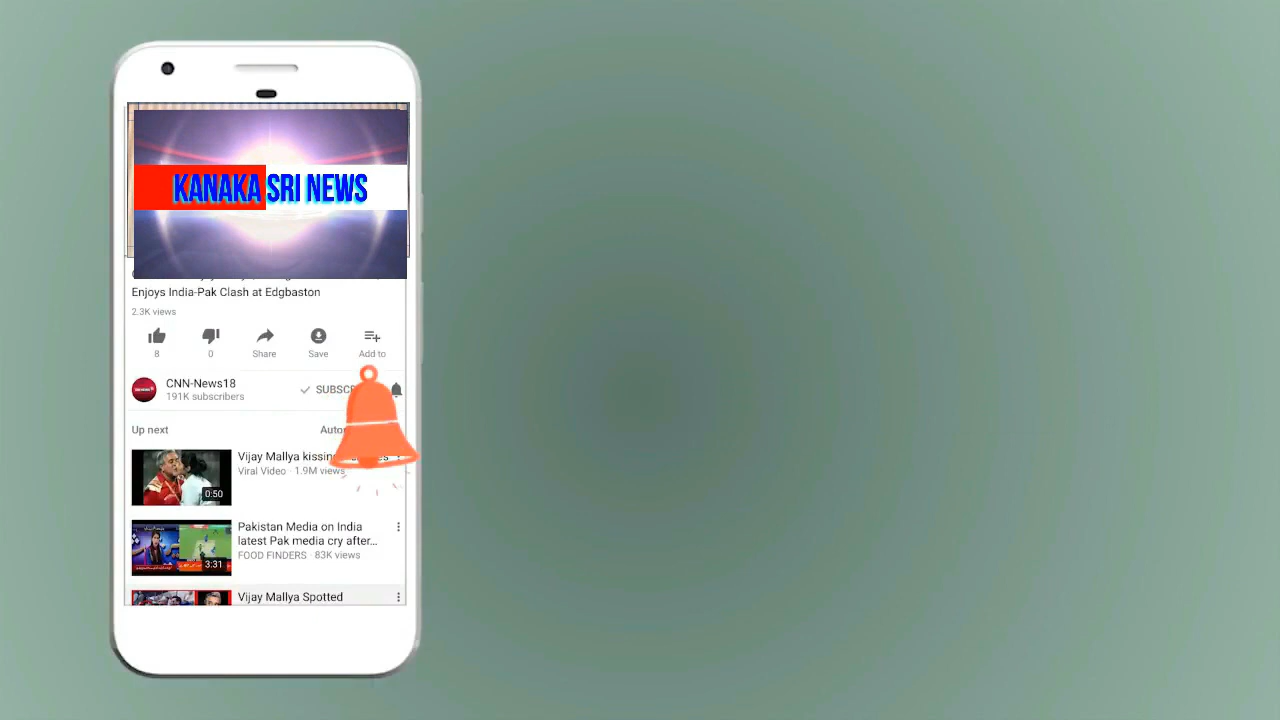 KANAKA SRI NEWS
Enjoys India-Pak Clash at Edgbaston
2.3K views
8 0 Share Save Add to
CNN-News18
191K subscribers
Up next
Vijay Mallya
Viral Video · 1.9M views
0:50
Pakistan Media on India
latest Pak media cry after...
FOOD FINDERS · 83K views
3:31
Vijay Mallya Spotted